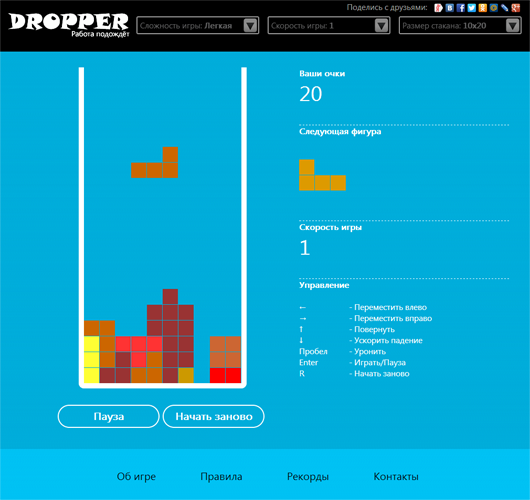 Поделись с друзьями:
DROPPER
Работа подождёт
Сложность игры: Легкая
Скорость игры: 1
Размер стакана: 10x20
Ваши очки
20
Следующая фигура
Скорость игры
1
Управление
← - Переместить влево
→ - Переместить вправо
↑ - Повернуть
↓ - Ускорить падение
Пробел - Уронить
Enter - Играть/Пауза
R - Начать заново
Пауза
Начать заново
Об игре
Правила
Рекорды
Контакты